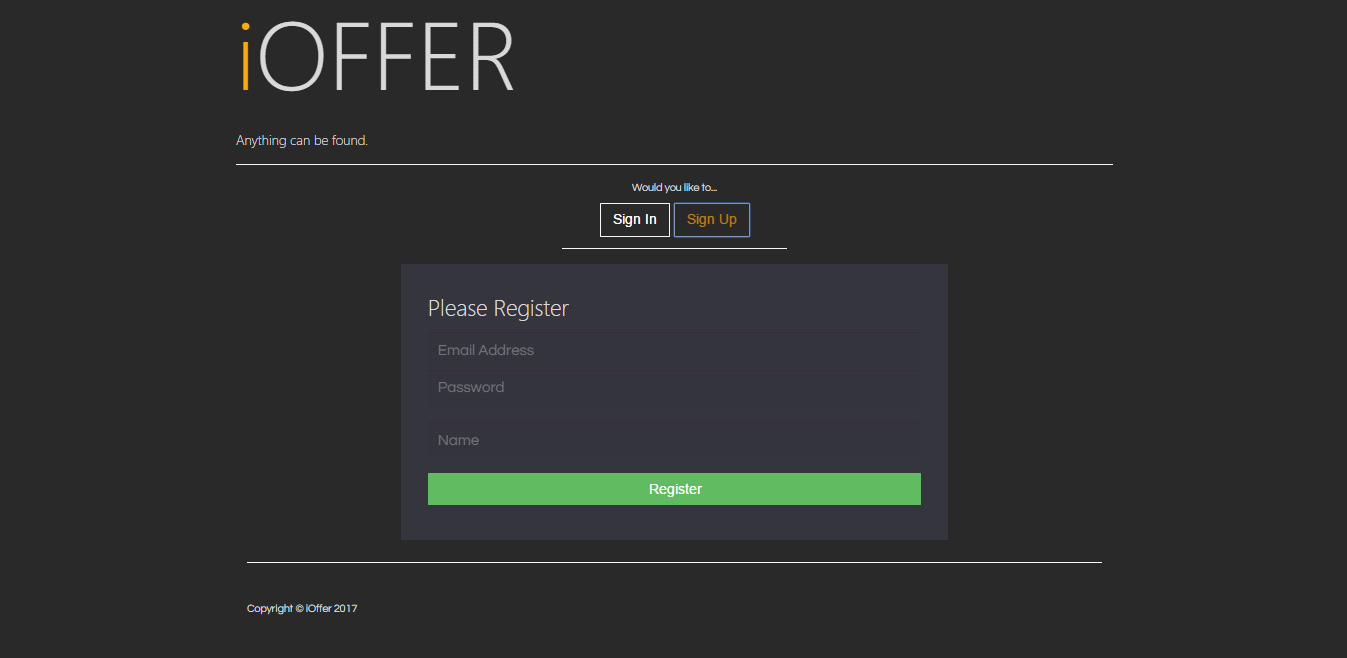 iOFFER
Anything can be found.
Would you like to...
Sign In Sign Up
Please Register
Email Address
Password
Name
Register
Copyright © iOffer 2017